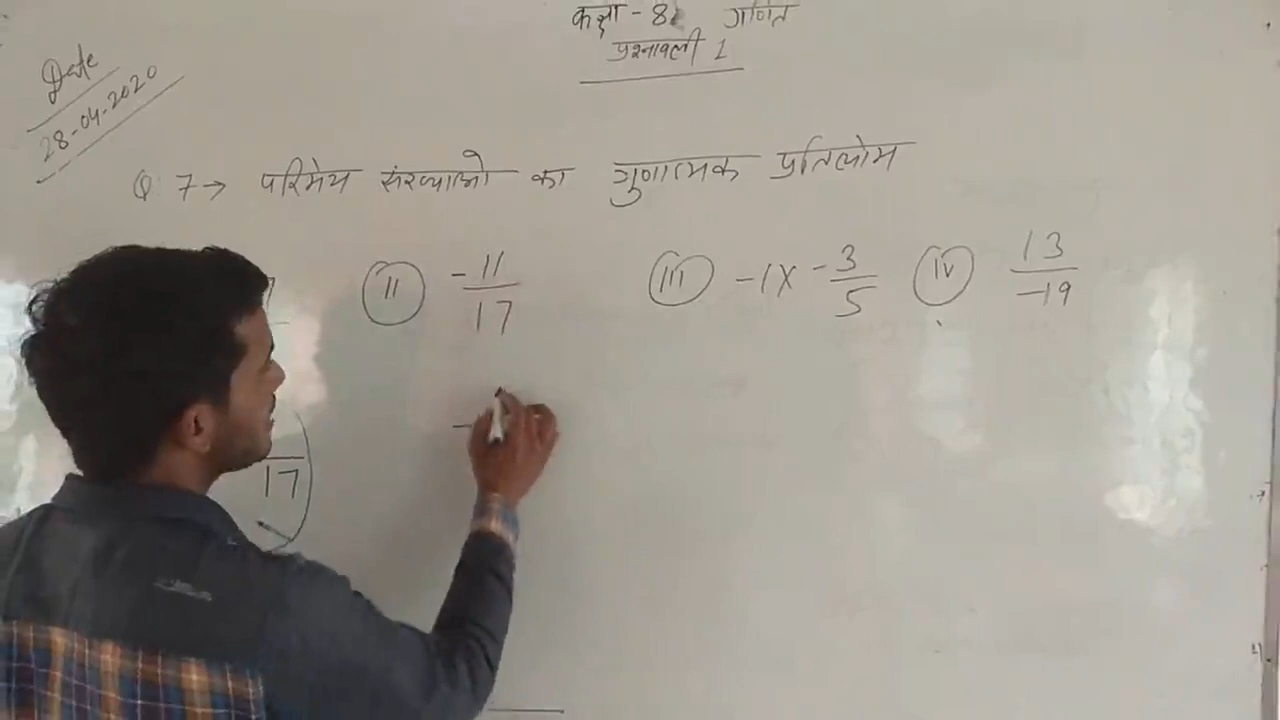 कक्षा - 8 गणित
प्रश्नावली 1
Date
28-04-2020
Q 7 → परिमेय संख्याओ का गुणात्मक प्रतिलोम
(II) -11/17 (III) -1 X -3/5 (IV) 13/-19
17